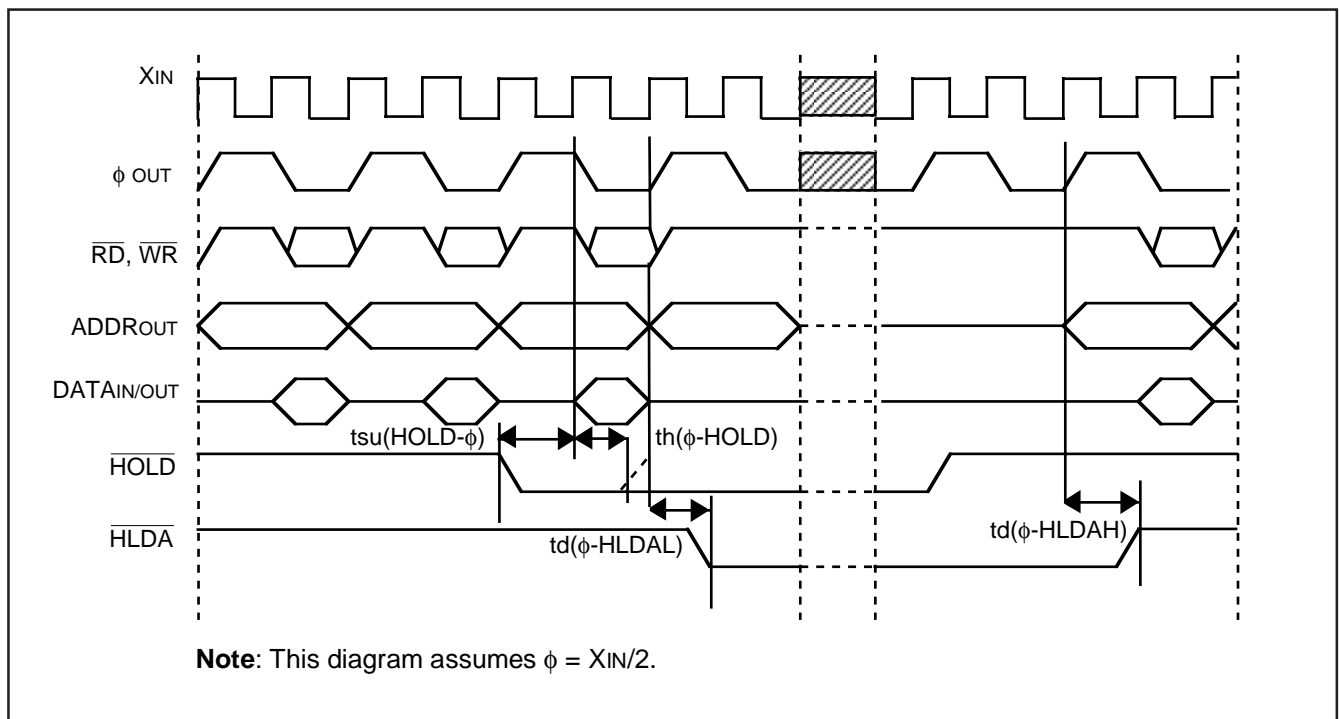 XIN
ϕ OUT
RD, WR
ADDROUT
DATAIN/OUT
tsu(HOLD-ϕ)
th(ϕ-HOLD)
HOLD
HLDA
td(ϕ-HLDAL)
td(ϕ-HLDAH)
Note: This diagram assumes ϕ = XIN/2.